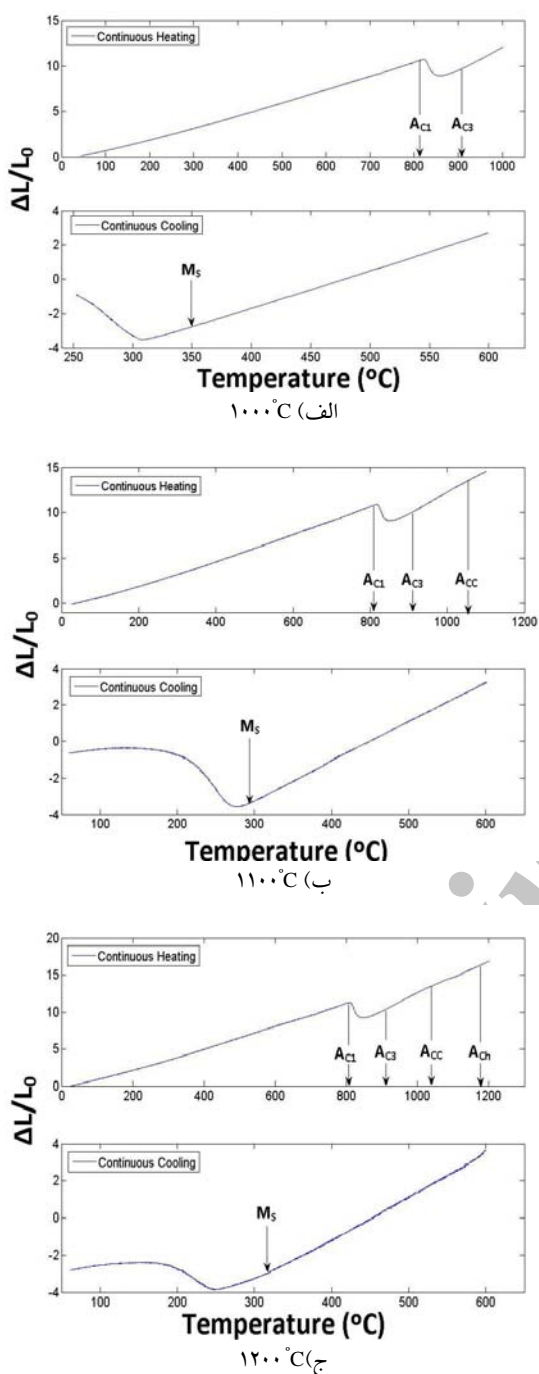 15
10
5
0
Continuous Heating
A_C1 A_C3
0 100 200 300 400 500 600 700 800 900 1000
4
2
0
-2
-4
Continuous Cooling
M_S
250 300 350 400 450 500 550 600
ΔL/L₀
Temperature (ºC)
الف) ۱۰۰۰°C
15
10
5
0
Continuous Heating
A_C1 A_C3 A_CC
0 200 400 600 800 1000 1200
4
2
0
-2
-4
Continuous Cooling
M_S
100 200 300 400 500 600
ΔL/L₀
Temperature (ºC)
ب) ۱۱۰۰°C
20
15
10
5
0
Continuous Heating
A_C1 A_C3 A_CC A_Ch
0 200 400 600 800 1000 1200
4
2
0
-2
-4
Continuous Cooling
M_S
100 200 300 400 500 600
ΔL/L₀
Temperature (ºC)
ج) ۱۲۰۰°C